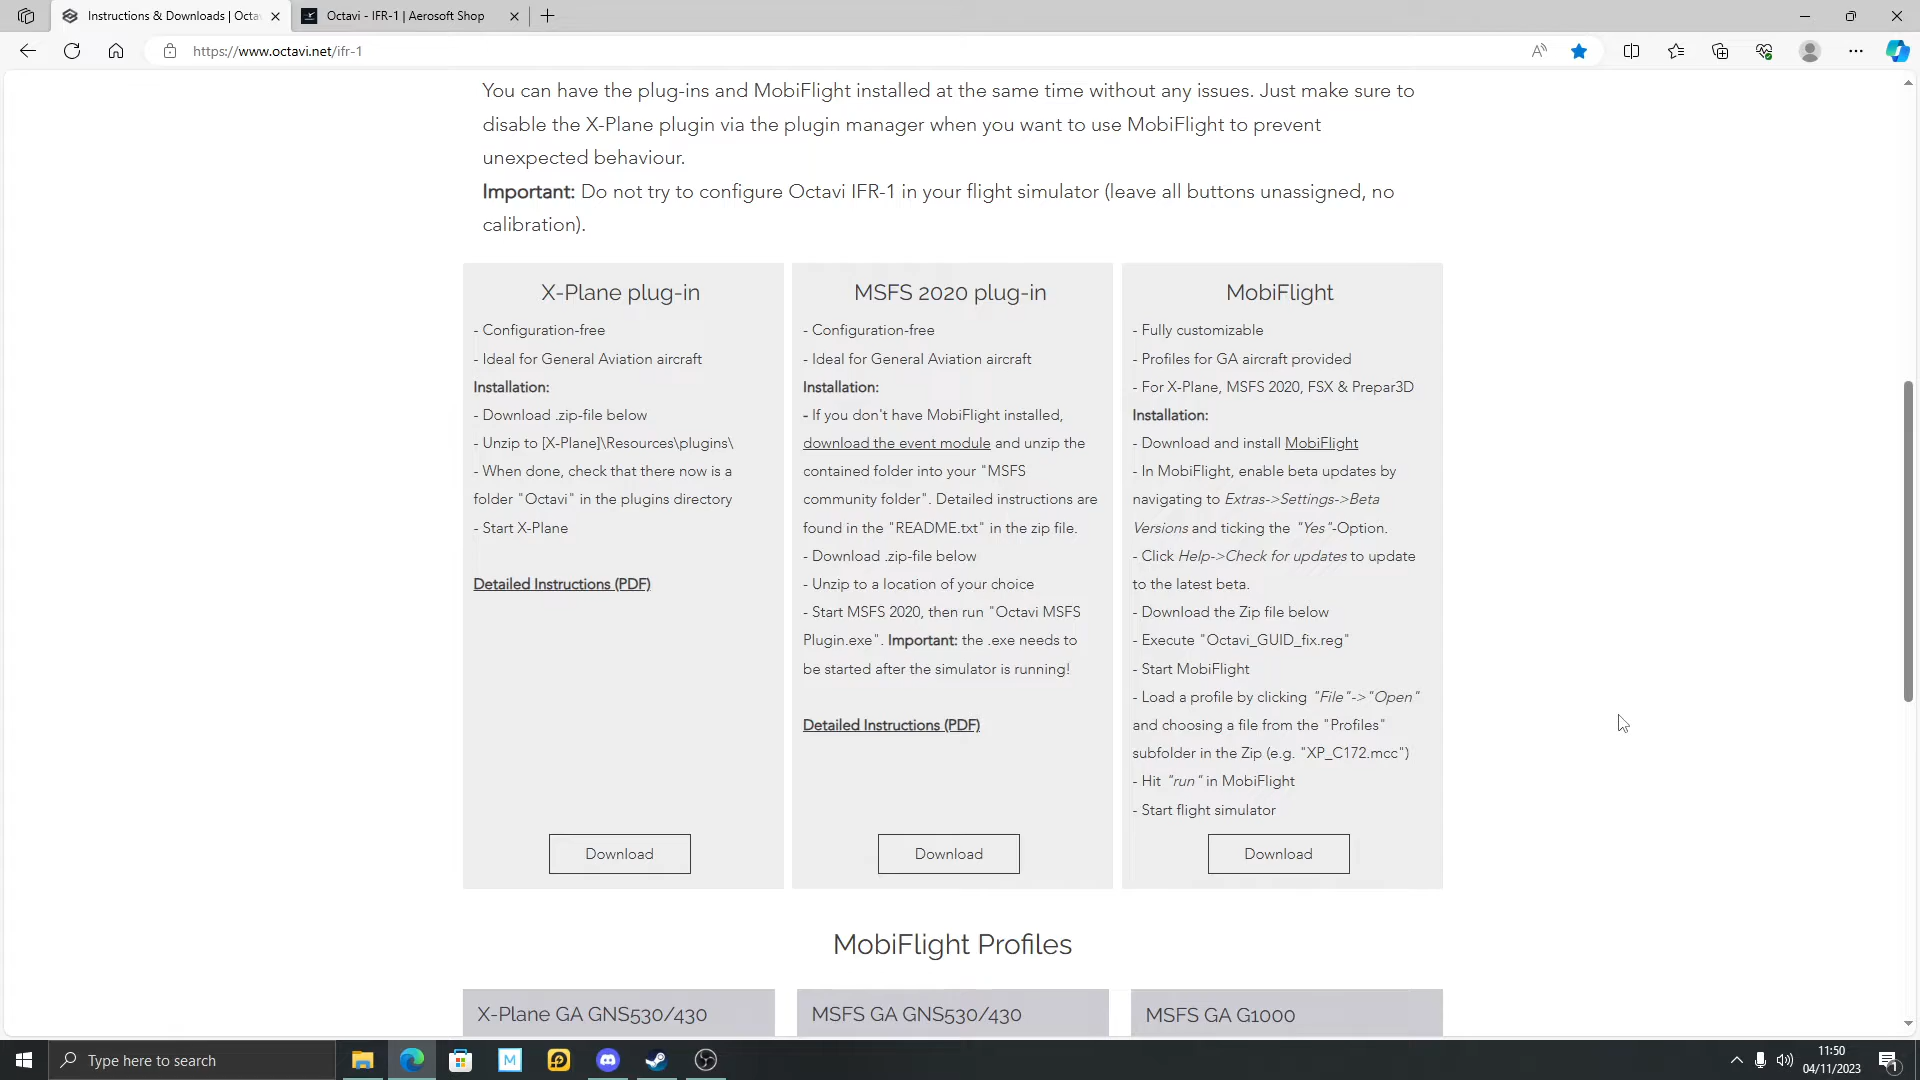 Instructions & Downloads | Octa
Octavi - IFR-1 | Aerosoft Shop
https://www.octavi.net/ifr-1
You can have the plug-ins and MobiFlight installed at the same time without any issues. Just make sure to
disable the X-Plane plugin via the plugin manager when you want to use MobiFlight to prevent
unexpected behaviour.
Important: Do not try to configure Octavi IFR-1 in your flight simulator (leave all buttons unassigned, no
calibration).
X-Plane plug-in
- Configuration-free
- Ideal for General Aviation aircraft
Installation:
- Download .zip-file below
- Unzip to [X-Plane]\Resources\plugins\
- When done, check that there now is a
folder "Octavi" in the plugins directory
- Start X-Plane
Detailed Instructions (PDF)
Download
MSFS 2020 plug-in
- Configuration-free
- Ideal for General Aviation aircraft
Installation:
- If you don't have MobiFlight installed,
download the event module and unzip the
contained folder into your "MSFS
community folder". Detailed instructions are
found in the "README.txt" in the zip file.
- Download .zip-file below
- Unzip to a location of your choice
- Start MSFS 2020, then run "Octavi MSFS
Plugin.exe". Important: the .exe needs to
be started after the simulator is running!
Detailed Instructions (PDF)
Download
MobiFlight
- Fully customizable
- Profiles for GA aircraft provided
- For X-Plane, MSFS 2020, FSX & Prepar3D
Installation:
- Download and install MobiFlight
- In MobiFlight, enable beta updates by
navigating to Extras->Settings->Beta
Versions and ticking the "Yes"-Option.
- Click Help->Check for updates to update
to the latest beta.
- Download the Zip file below
- Execute "Octavi_GUID_fix.reg"
- Start MobiFlight
- Load a profile by clicking "File"->"Open"
and choosing a file from the "Profiles"
subfolder in the Zip (e.g. "XP_C172.mcc")
- Hit "run" in MobiFlight
- Start flight simulator
Download
MobiFlight Profiles
X-Plane GA GNS530/430
MSFS GA GNS530/430
MSFS GA G1000
Type here to search
M
11:50
04/11/2023
1